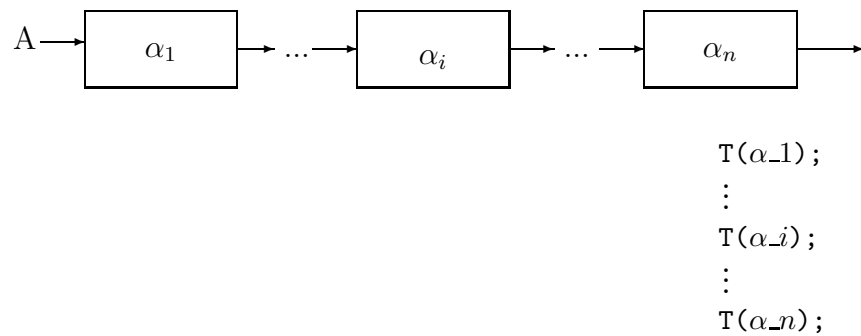 A α₁ ... αᵢ ... αₙ
T(α_1);
⋮
T(α_i);
⋮
T(α_n);